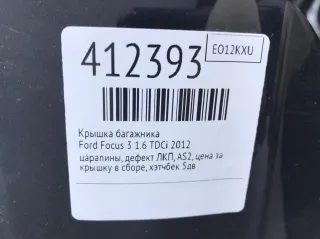 412393
EO12KXU
Крышка багажника
Ford Focus 3 1.6 TDCi 2012
царапины, дефект ЛКП, AS2, цена за
крышку в сборе, хэтчбек 5дв